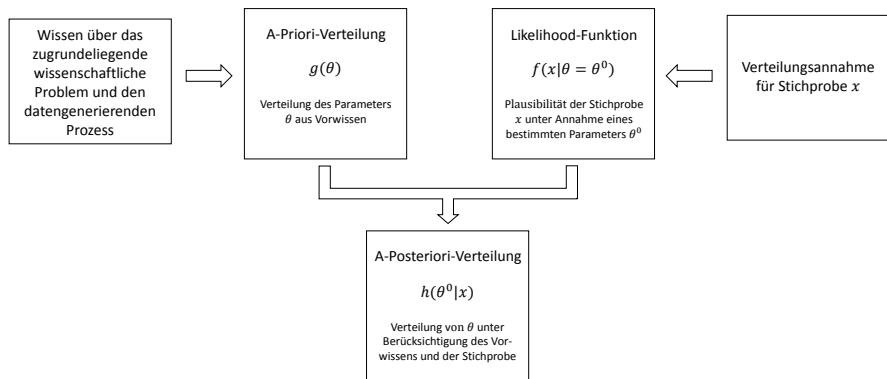 Wissen über das
zugrundeliegende
wissenschaftliche
Problem und den
datengenerierenden
Prozess
A-Priori-Verteilung
g(θ)
Verteilung des Parameters
θ aus Vorwissen
Likelihood-Funktion
f(x|θ = θ⁰)
Plausibilität der Stichprobe
x unter Annahme eines
bestimmten Parameters θ⁰
Verteilungsannahme
für Stichprobe x
A-Posteriori-Verteilung
h(θ⁰|x)
Verteilung von θ unter
Berücksichtigung des Vor-
wissens und der Stichprobe